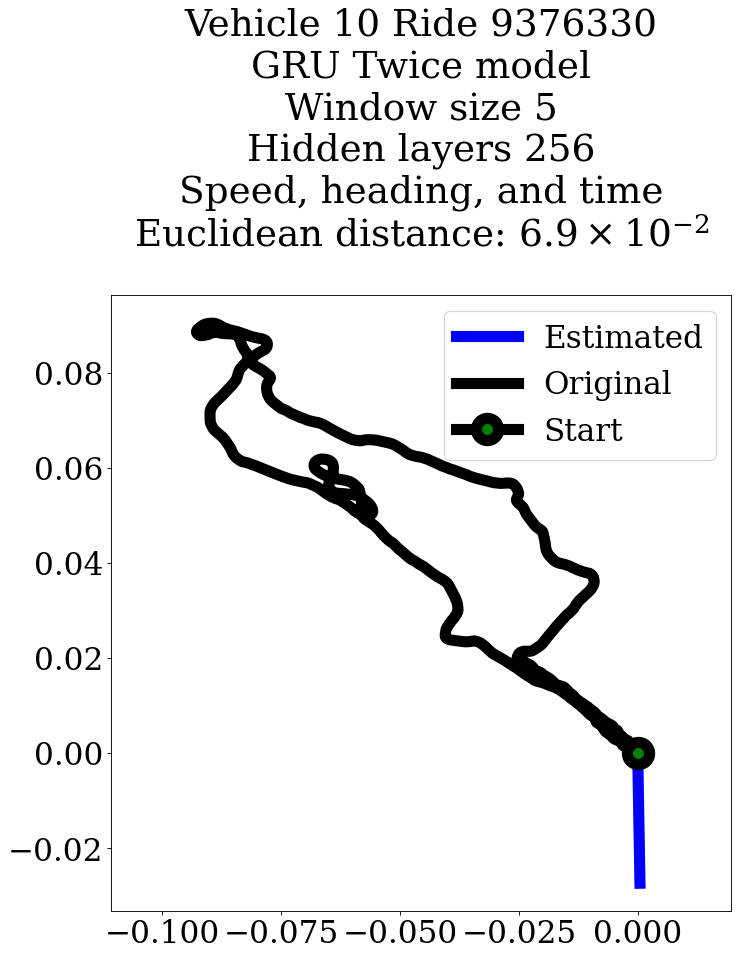 Vehicle 10 Ride 9376330
GRU Twice model
Window size 5
Hidden layers 256
Speed, heading, and time
Euclidean distance: 6.9 × 10⁻²
Estimated
Original
Start
0.08
0.06
0.04
0.02
0.00
−0.02
−0.100 −0.075 −0.050 −0.025 0.000